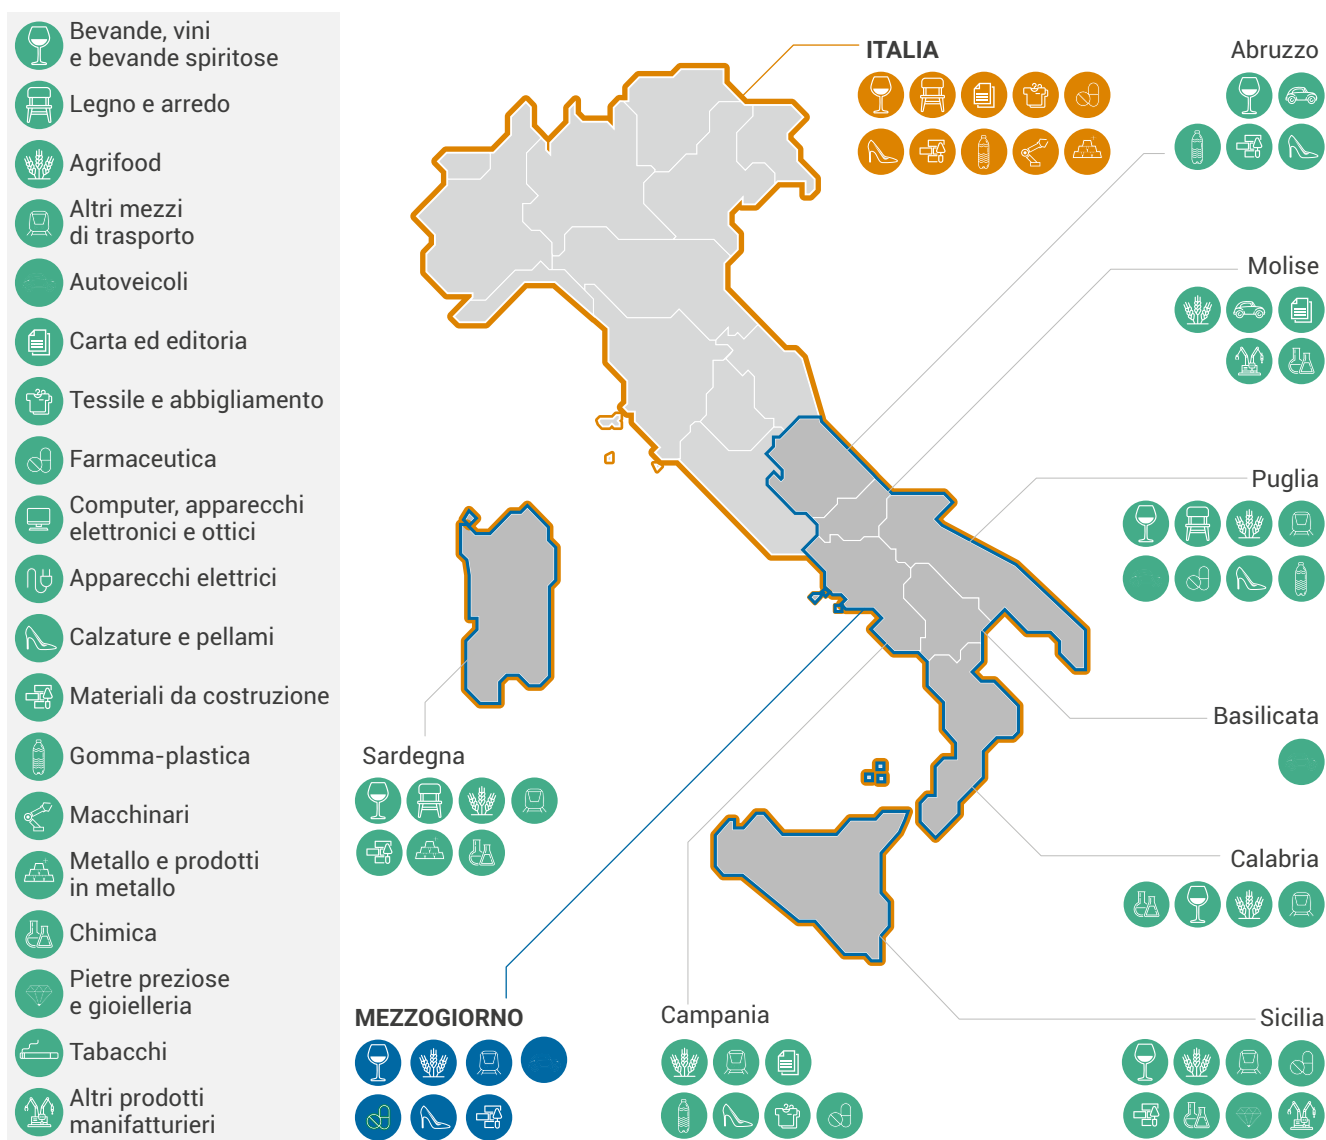 Bevande, vini
e bevande spiritose
Legno e arredo
Agrifood
Altri mezzi
di trasporto
Autoveicoli
Carta ed editoria
Tessile e abbigliamento
Farmaceutica
Computer, apparecchi
elettronici e ottici
Apparecchi elettrici
Calzature e pellami
Materiali da costruzione
Gomma-plastica
Macchinari
Metallo e prodotti
in metallo
Chimica
Pietre preziose
e gioielleria
Tabacchi
Altri prodotti
manifatturieri
ITALIA
Abruzzo
Molise
Puglia
Basilicata
Sardegna
Calabria
MEZZOGIORNO
Campania
Sicilia